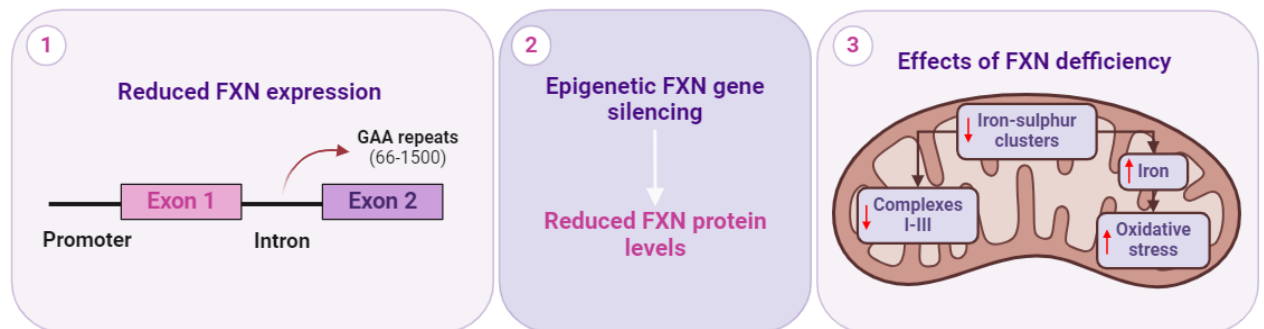 1
Reduced FXN expression
GAA repeats
(66-1500)
Exon 1
Exon 2
Promoter
Intron
2
Epigenetic FXN gene
silencing
Reduced FXN protein
levels
3
Effects of FXN defficiency
Iron-sulphur
clusters
Iron
Complexes
I-III
Oxidative
stress